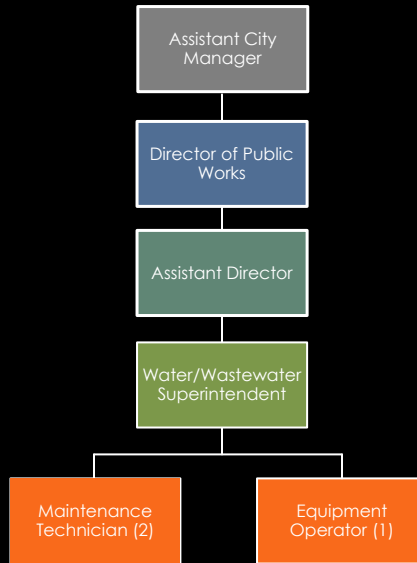 Assistant City
Manager
Director of Public
Works
Assistant Director
Water/Wastewater
Superintendent
Maintenance
Technician (2)
Equipment
Operator (1)